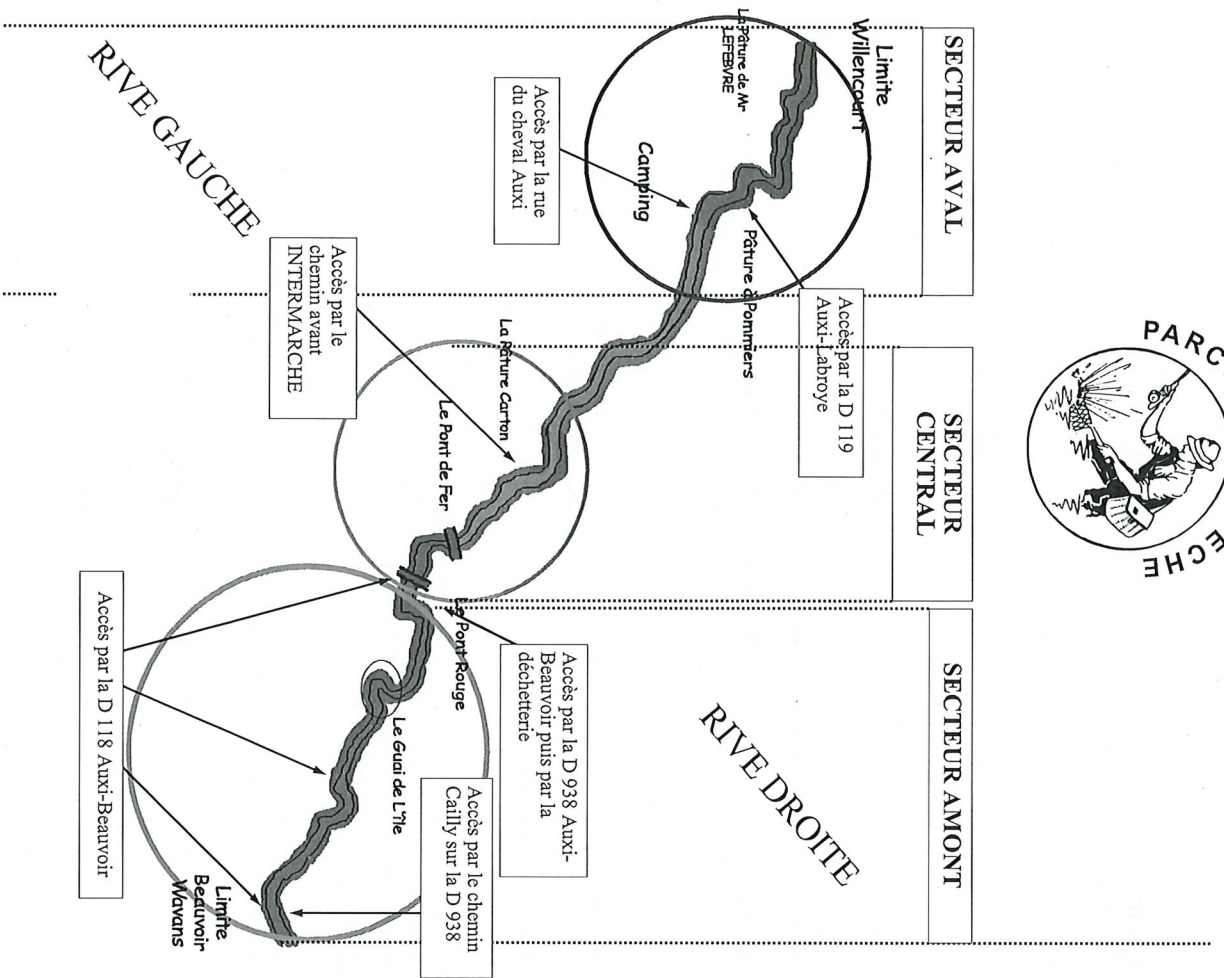 PARC
ECHE
SECTEUR AVAL
SECTEUR
CENTRAL
SECTEUR AMONT
Limite
Willencourt
La Pâture de Mr
LEFEBVRE
Camping
Accès par la rue
du cheval Auxi
Pâture à Pommiers
Accès par la D 119
Auxi-Labroye
RIVE GAUCHE
Accès par le
chemin avant
INTERMARCHE
La Pâture Carton
Le Pont de Fer
Le Pont Rouge
Accès par la D 938 Auxi-
Beauvoir puis par la
déchetterie
RIVE DROITE
Le Guai de L'île
Accès par le chemin
Cailly sur la D 938
Accès par la D 118 Auxi-Beauvoir
Limite
Beauvoir
Wavans